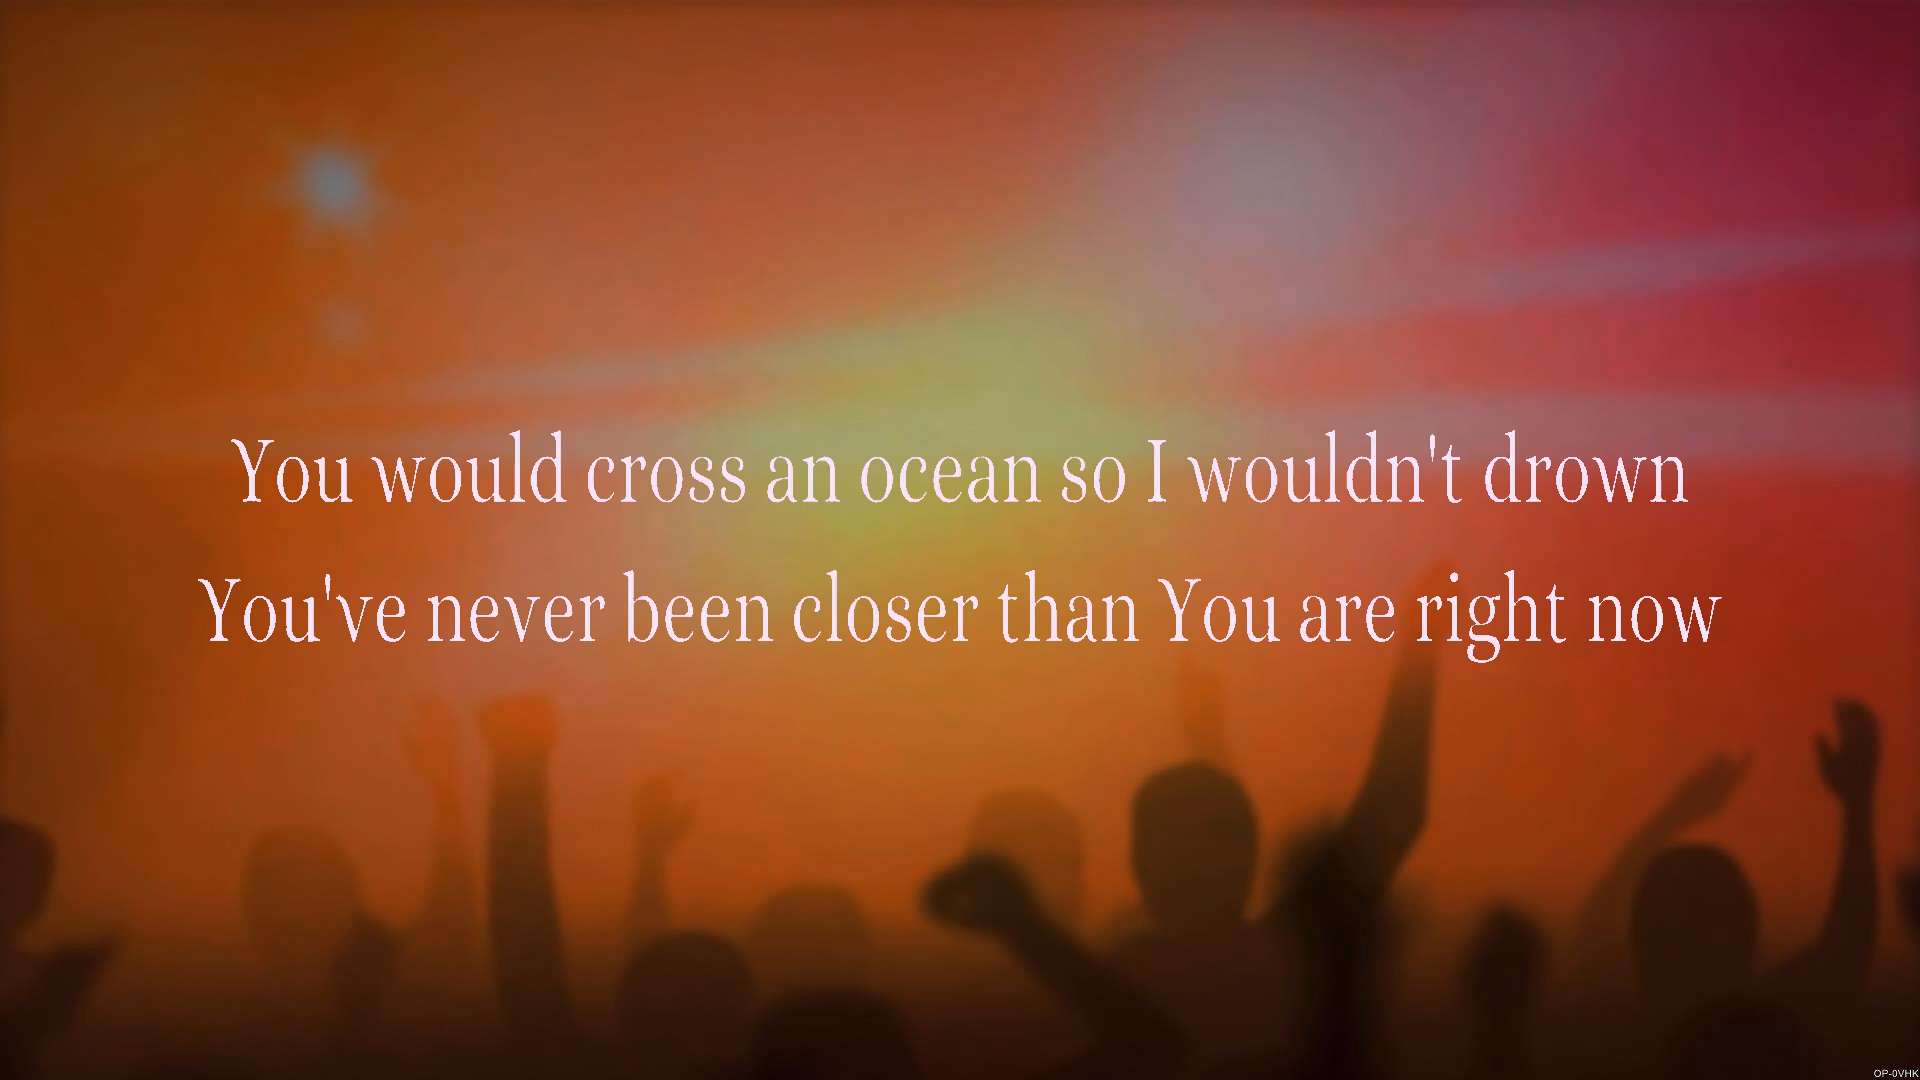 You would cross an ocean so I wouldn't drown
You've never been closer than You are right now
OP-0VHK